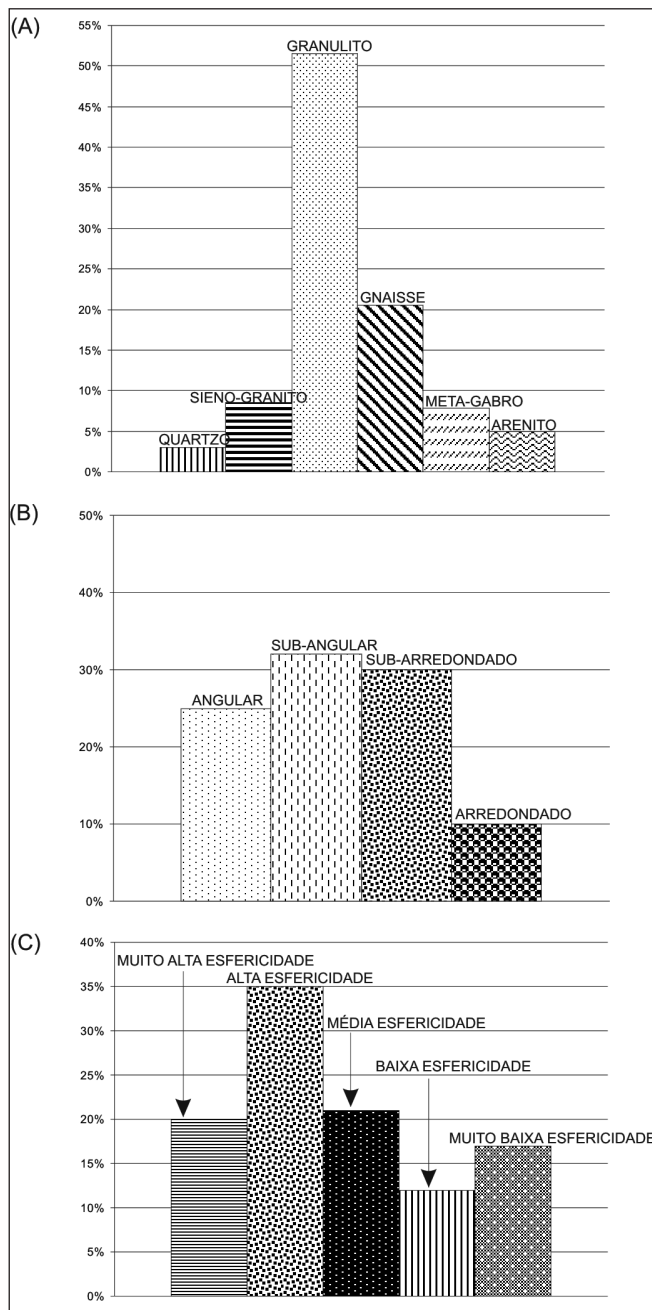 (A)
55%
GRANULITO
50%
45%
40%
35%
30%
25%
GNAISSE
20%
15%
SIENO-GRANITO
META-GABRO
10%
ARENITO
QUARTZO
5%
0%
(B)
50%
40%
SUB-ANGULAR
SUB-ARREDONDADO
30%
ANGULAR
20%
ARREDONDADO
10%
0%
(C)
40%
MUITO ALTA ESFERICIDADE
ALTA ESFERICIDADE
35%
MÉDIA ESFERICIDADE
30%
BAIXA ESFERICIDADE
25%
20%
MUITO BAIXA ESFERICIDADE
15%
10%
5%
0%